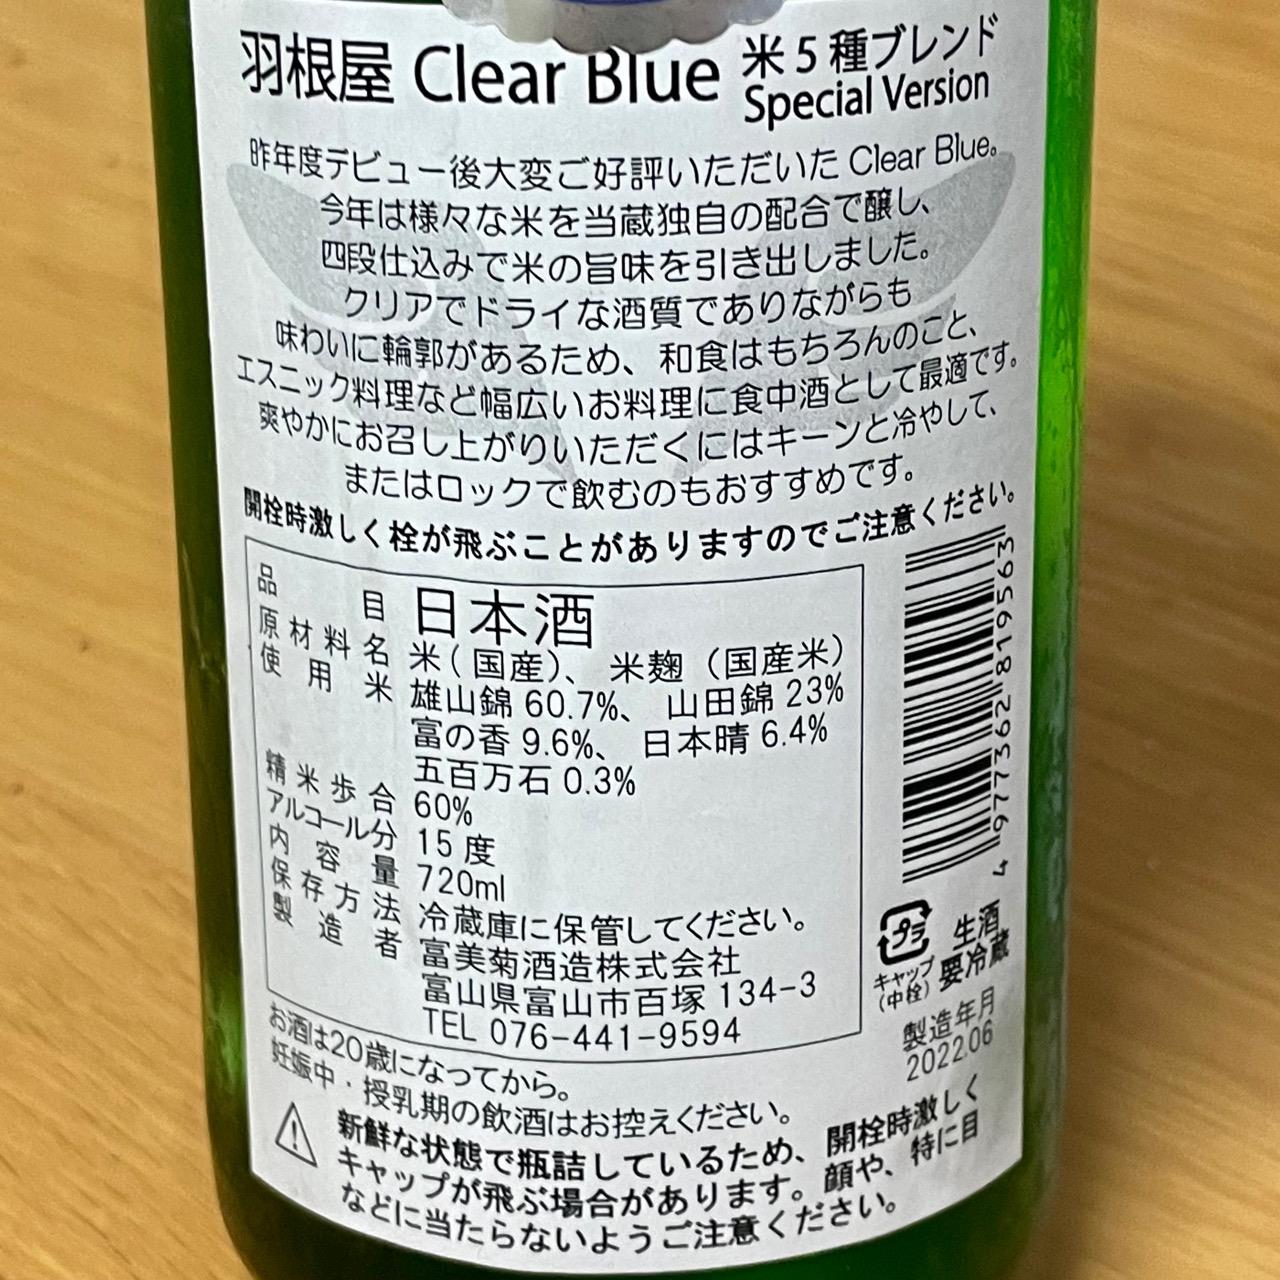 羽根屋 Clear Blue 米5種ブレンド Special Version
昨年度デビュー後大変ご好評いただいた Clear Blue。
今年は様々な米を当蔵独自の配合で醸し、
四段仕込みで米の旨味を引き出しました。
クリアでドライな酒質でありながらも
味わいに輪郭があるため、和食はもちろんのこと、
エスニック料理など幅広いお料理に食中酒として最適です。
爽やかにお召し上がりいただくにはキーンと冷やして、
またはロックで飲むのもおすすめです。
開栓時激しく栓が飛ぶことがありますのでご注意ください。
品目 日本酒
原材料名 米(国産)、米麹(国産米)
使用米 雄山錦 60.7%、山田錦 23%
富の香 9.6%、日本晴 6.4%
五百万石 0.3%
精米歩合 60%
アルコール分 15度
内容量 720ml
保存方法 冷蔵庫に保管してください。
製造者 富美菊酒造株式会社
富山県富山市百塚 134-3
TEL 076-441-9594
4 977362 819563
プラ
キャップ
(中栓)
生酒
要冷蔵
製造年月
2022.06
お酒は20歳になってから。
妊娠中・授乳期の飲酒はお控えください。
新鮮な状態で瓶詰しているため、開栓時激しく
キャップが飛ぶ場合があります。顔や、特に目
などに当たらないようご注意ください。